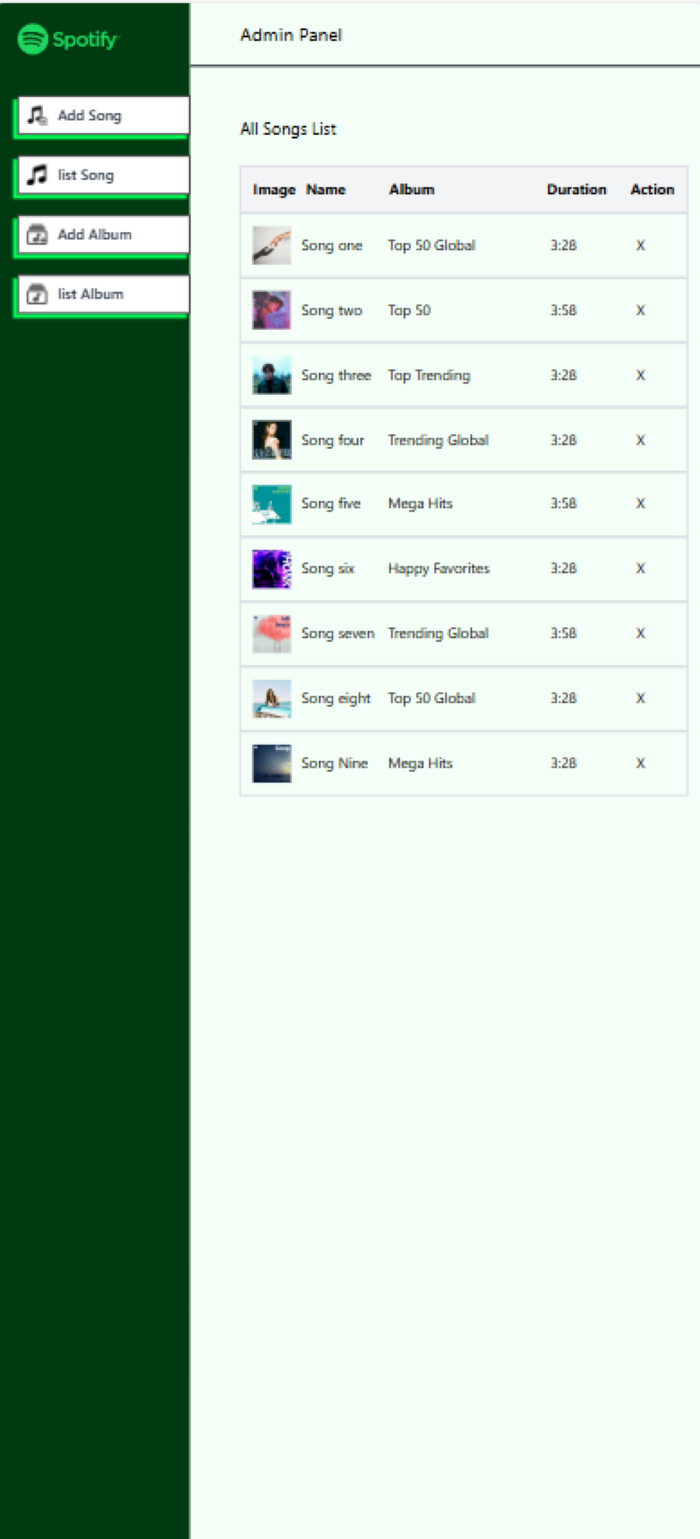 Spotify
Admin Panel
Add Song
list Song
Add Album
list Album
All Songs List
Image Name Album Duration Action
Song one Top 50 Global 3:28 X
Song two Top 50 3:58 X
Song three Top Trending 3:28 X
Song four Trending Global 3:28 X
Song five Mega Hits 3:58 X
Song six Happy Favorites 3:28 X
Song seven Trending Global 3:58 X
Song eight Top 50 Global 3:28 X
Song Nine Mega Hits 3:28 X